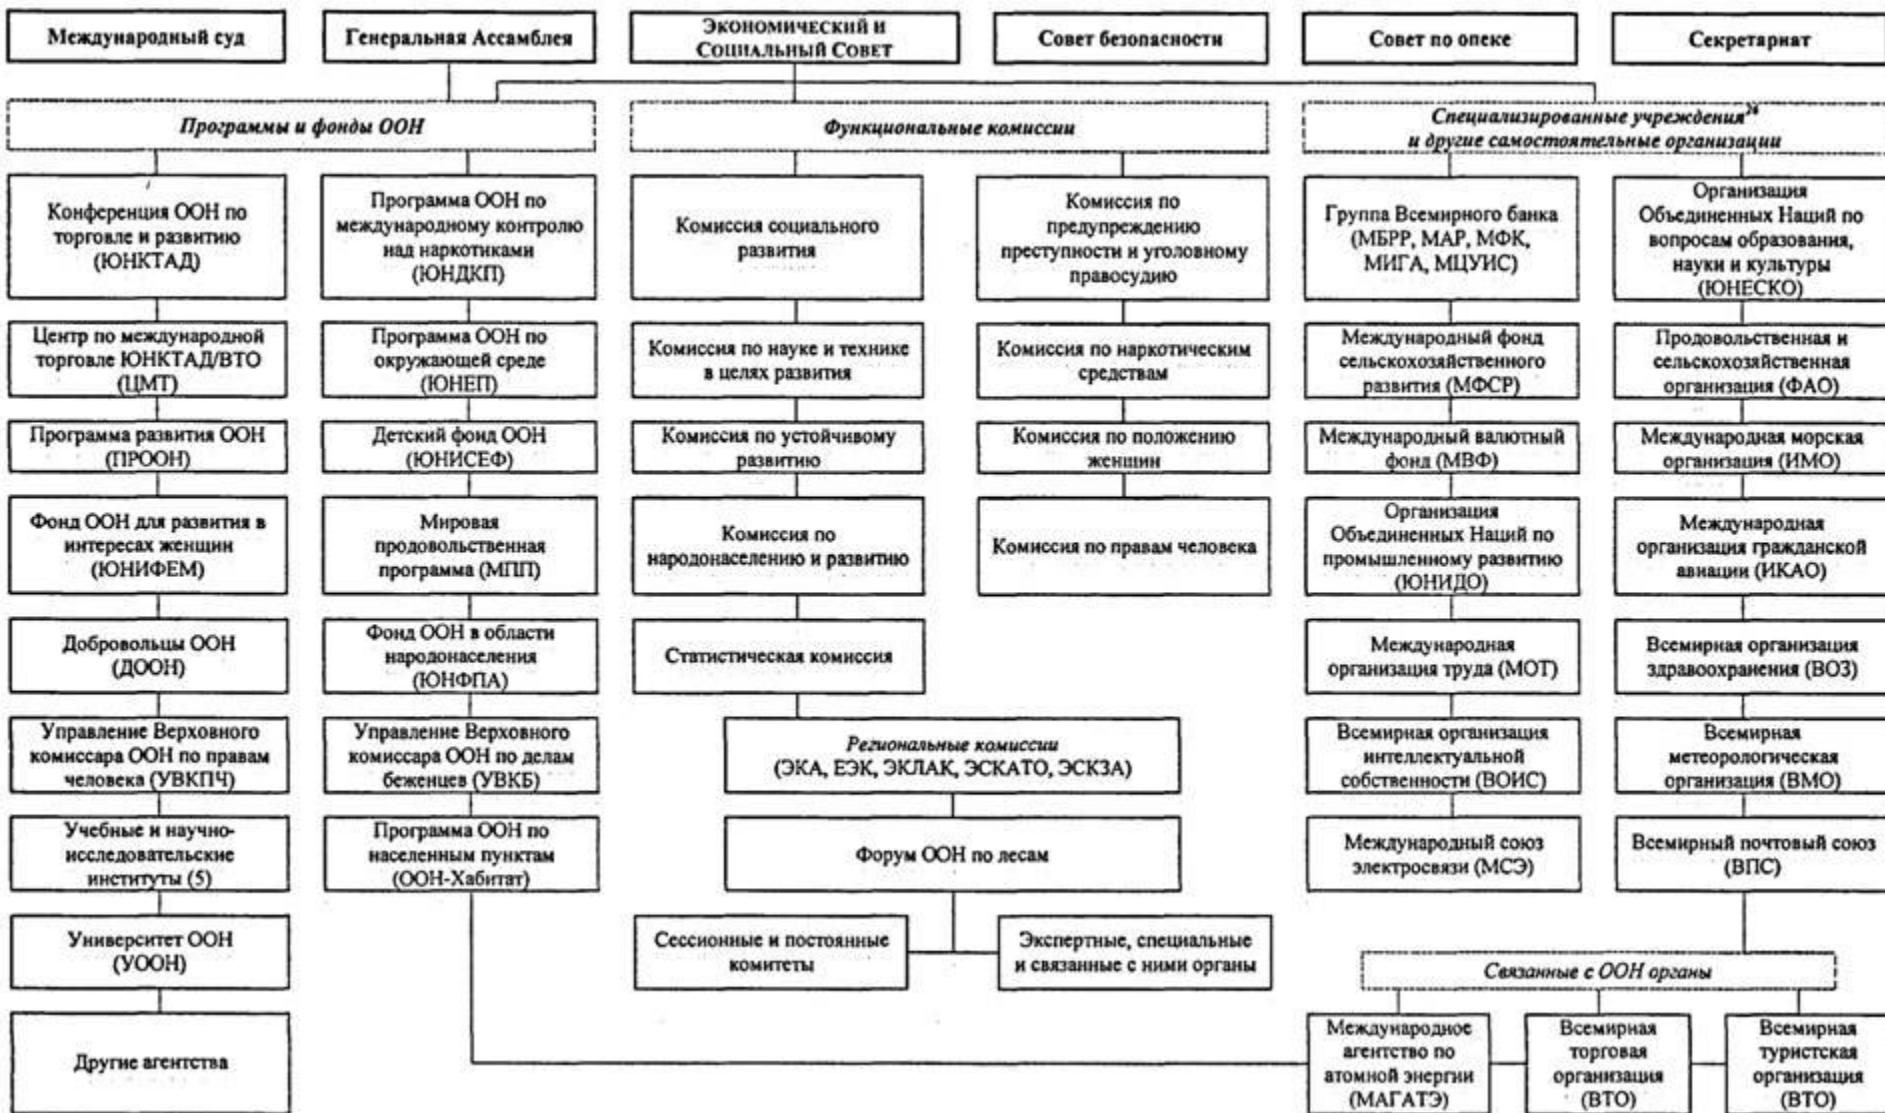 Международный суд
Генеральная Ассамблея
Экономический и
Социальный Совет
Совет безопасности
Совет по опеке
Секретариат
Программы и фонды ООН
Функциональные комиссии
Специализированные учреждения²⁶
и другие самостоятельные организации
Конференция ООН по
торговле и развитию
(ЮНКТАД)
Программа ООН по
международному контролю
над наркотиками
(ЮНДКП)
Комиссия социального
развития
Комиссия по
предупреждению
преступности и уголовному
правосудию
Группа Всемирного банка
(МБРР, МАР, МФК,
МИГА, МЦУИС)
Организация
Объединенных Наций по
вопросам образования,
науки и культуры
(ЮНЕСКО)
Центр по международной
торговле ЮНКТАД/ВТО
(ЦМТ)
Программа ООН по
окружающей среде
(ЮНЕП)
Комиссия по науке и технике
в целях развития
Комиссия по наркотическим
средствам
Международный фонд
сельскохозяйственного
развития (МФСР)
Продовольственная и
сельскохозяйственная
организация (ФАО)
Программа развития ООН
(ПРООН)
Детский фонд ООН
(ЮНИСЕФ)
Комиссия по устойчивому
развитию
Комиссия по положению
женщин
Международный валютный
фонд (МВФ)
Международная морская
организация (ИМО)
Фонд ООН для развития в
интересах женщин
(ЮНИФЕМ)
Мировая
продовольственная
программа (МПП)
Комиссия по
народонаселению и развитию
Комиссия по правам человека
Организация
Объединенных Наций по
промышленному развитию
(ЮНИДО)
Международная
организация гражданской
авиации (ИКАО)
Добровольцы ООН
(ДООН)
Фонд ООН в области
народонаселения
(ЮНФПА)
Статистическая комиссия
Международная
организация труда (МОТ)
Всемирная организация
здравоохранения (ВОЗ)
Управление Верховного
комиссара ООН по правам
человека (УВКПЧ)
Управление Верховного
комиссара ООН по делам
беженцев (УВКБ)
Региональные комиссии
(ЭКА, ЕЭК, ЭКЛАК, ЭСКАТО, ЭСКЗА)
Всемирная организация
интеллектуальной
собственности (ВОИС)
Всемирная
метеорологическая
организация (ВМО)
Учебные и научно-
исследовательские
институты (5)
Программа ООН по
населенным пунктам
(ООН-Хабитат)
Форум ООН по лесам
Международный союз
электросвязи (МСЭ)
Всемирный почтовый союз
(ВПС)
Университет ООН
(УООН)
Сессионные и постоянные
комитеты
Экспертные, специальные
и связанные с ними органы
Связанные с ООН органы
Другие агентства
Международное
агентство по
атомной энергии
(МАГАТЭ)
Всемирная
торговая
организация
(ВТО)
Всемирная
туристская
организация
(ВТО)